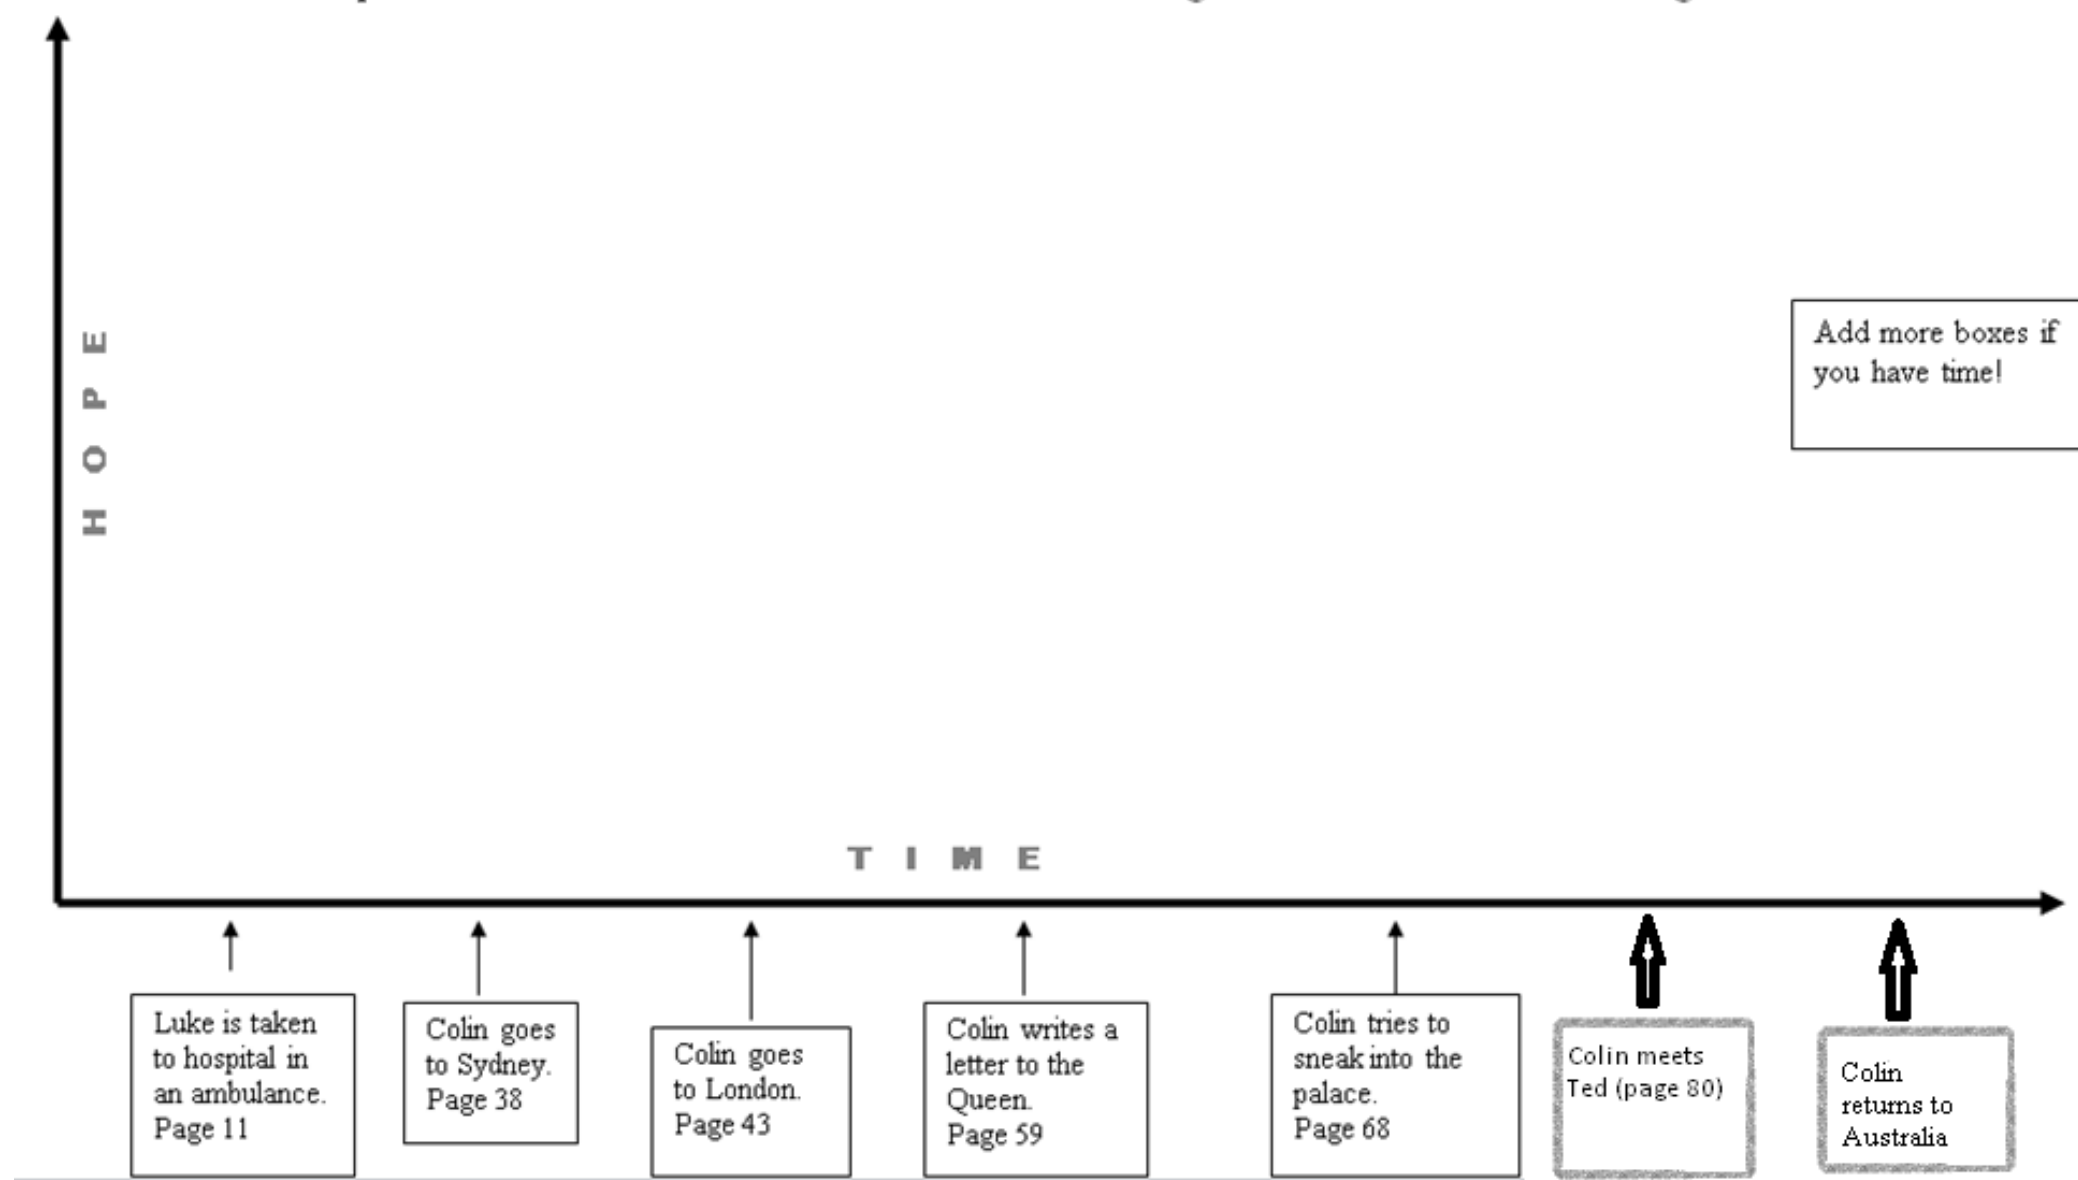 H O P E
Add more boxes if
you have time!
T I M E
Luke is taken
to hospital in
an ambulance.
Page 11
Colin goes
to Sydney.
Page 38
Colin goes
to London.
Page 43
Colin writes a
letter to the
Queen.
Page 59
Colin tries to
sneak into the
palace.
Page 68
Colin meets
Ted (page 80)
Colin
returns to
Australia